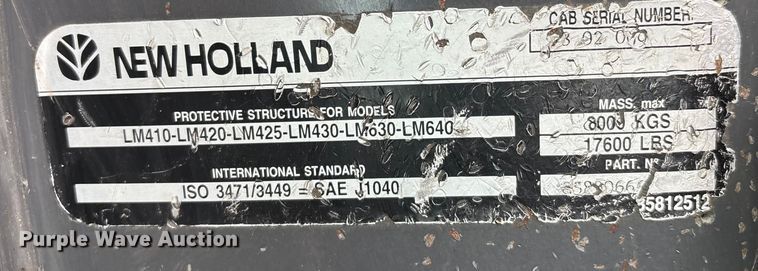 NEW HOLLAND
CAB SERIAL NUMBER
PROTECTIVE STRUCTURE FOR MODELS
LM410-LM420-LM425-LM430-LM630-LM640
MASS. max
8000 KGS
17600 LBS
INTERNATIONAL STANDARD
ISO 3471/3449 = SAE J1040
PART. N°
85812512
Purple Wave Auction